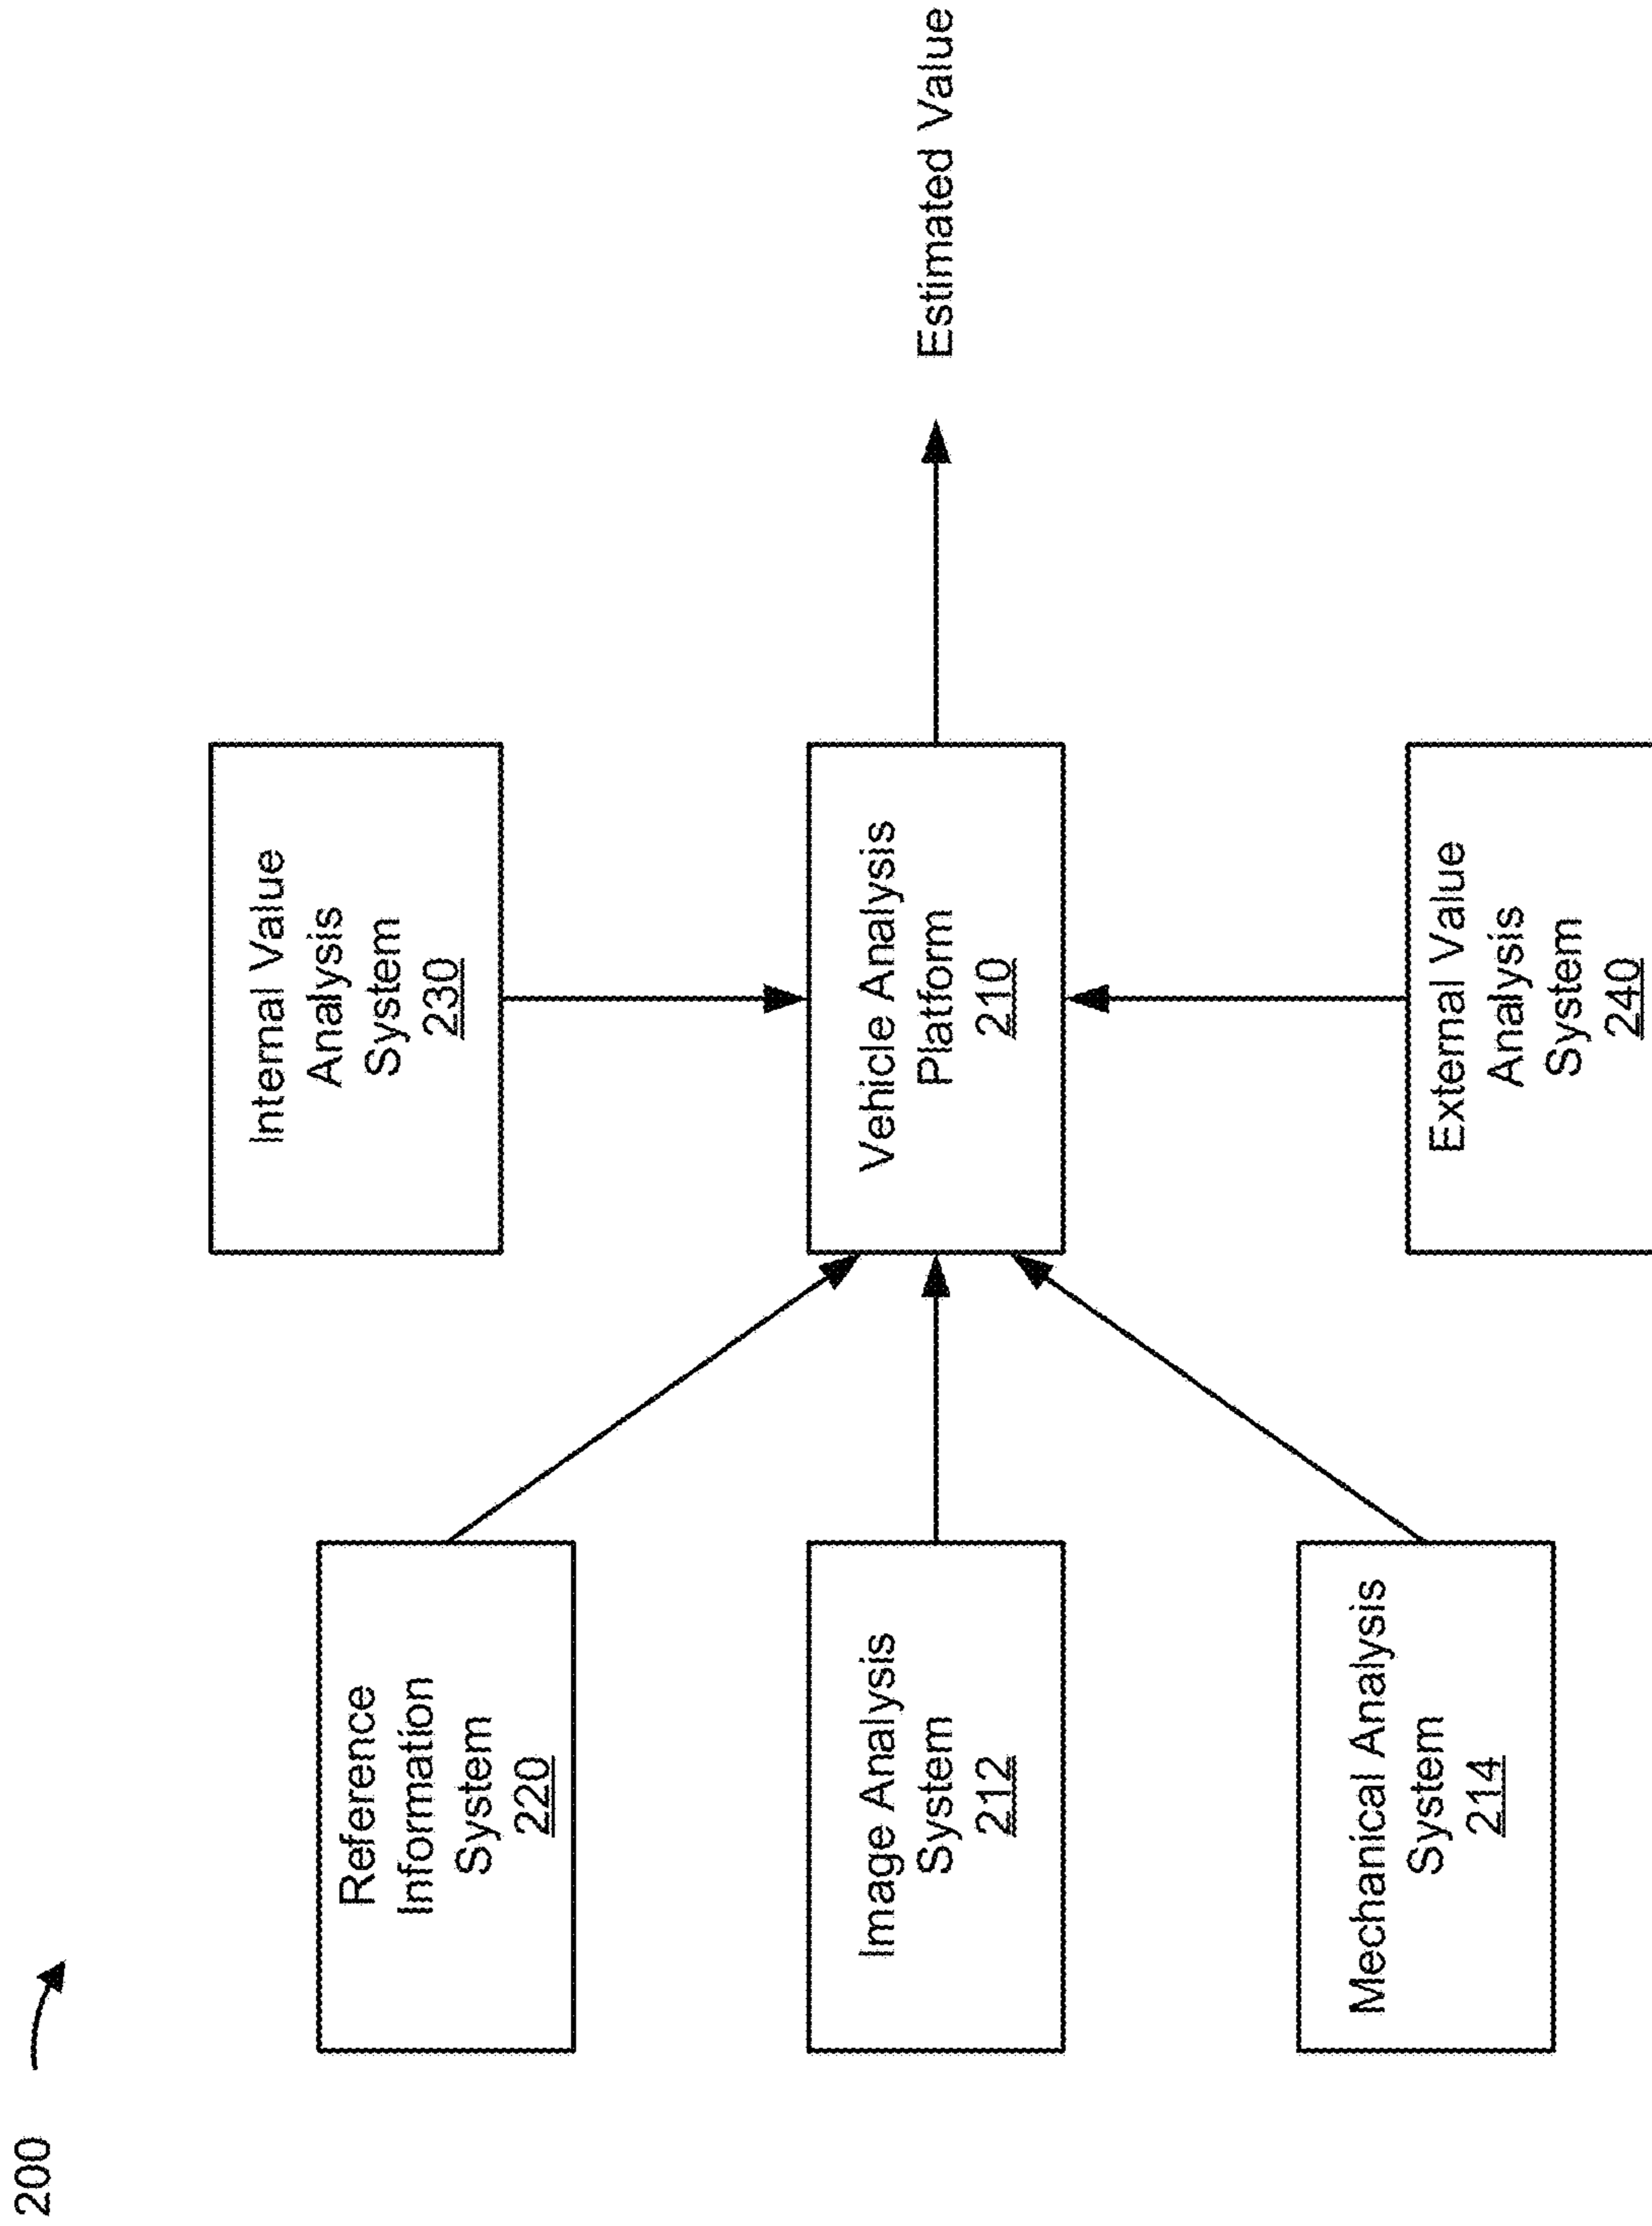 200
Reference
Information
System
220
Image Analysis
System
212
Mechanical Analysis
System
214
Internal Value
Analysis
System
230
Vehicle Analysis
Platform
210
External Value
Analysis
System
240
Estimated Value